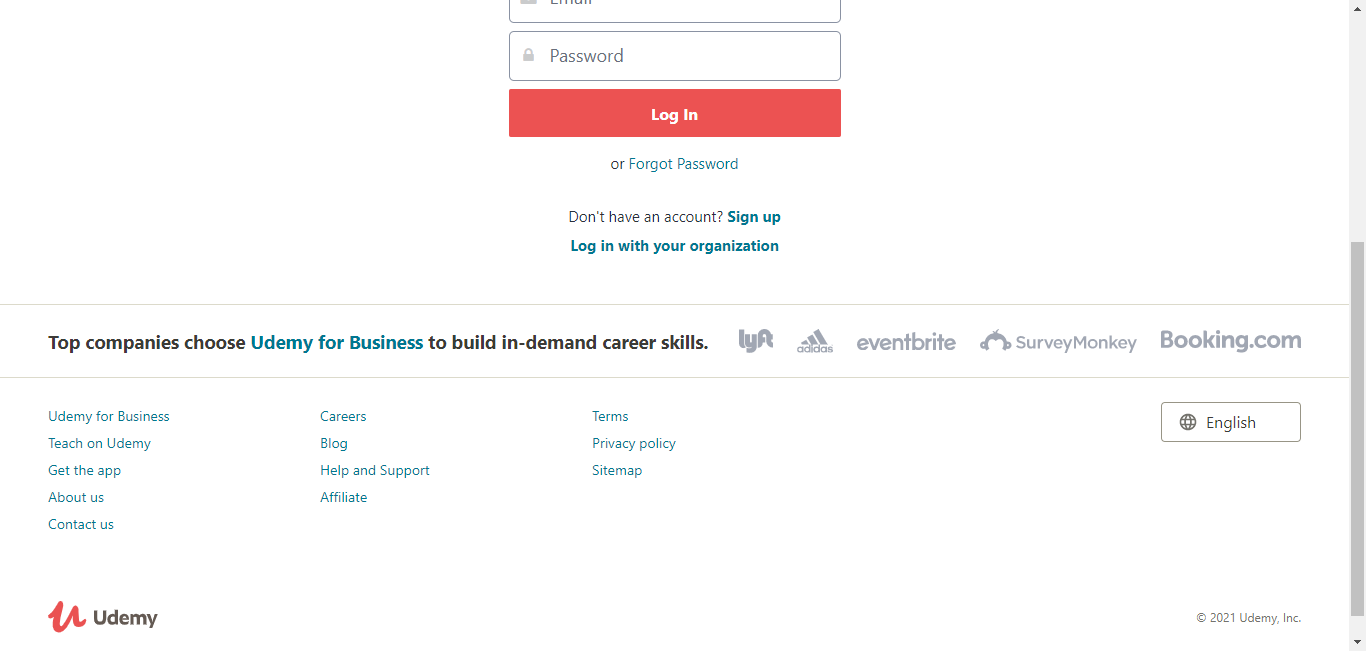 Email
Password
Log In
or Forgot Password
Don't have an account? Sign up
Log in with your organization
Top companies choose Udemy for Business to build in-demand career skills.
lyft
adidas
eventbrite
SurveyMonkey
Booking.com
Udemy for Business
Teach on Udemy
Get the app
About us
Contact us
Careers
Blog
Help and Support
Affiliate
Terms
Privacy policy
Sitemap
English
Udemy
© 2021 Udemy, Inc.